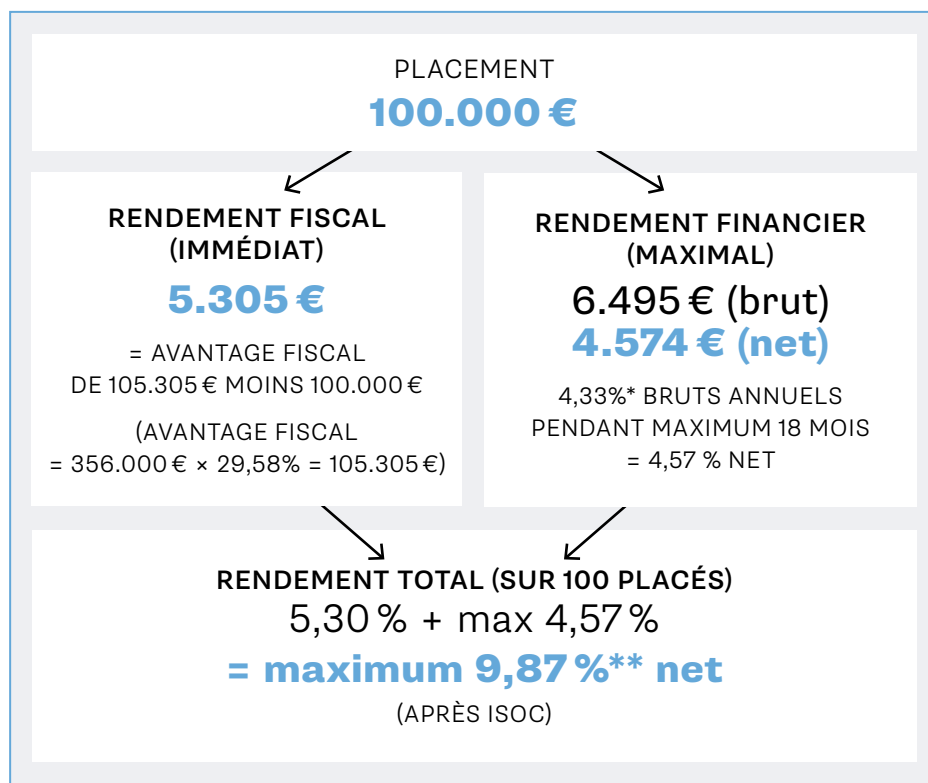 PLACEMENT
100.000 €
RENDEMENT FISCAL
(IMMÉDIAT)
5.305 €
= AVANTAGE FISCAL
DE 105.305 € MOINS 100.000 €
(AVANTAGE FISCAL
= 356.000 € × 29,58% = 105.305 €)
RENDEMENT FINANCIER
(MAXIMAL)
6.495 € (brut)
4.574 € (net)
4,33%* BRUTS ANNUELS
PENDANT MAXIMUM 18 MOIS
= 4,57 % NET
RENDEMENT TOTAL (SUR 100 PLACÉS)
5,30 % + max 4,57 %
= maximum 9,87 %** net
(APRÈS ISOC)